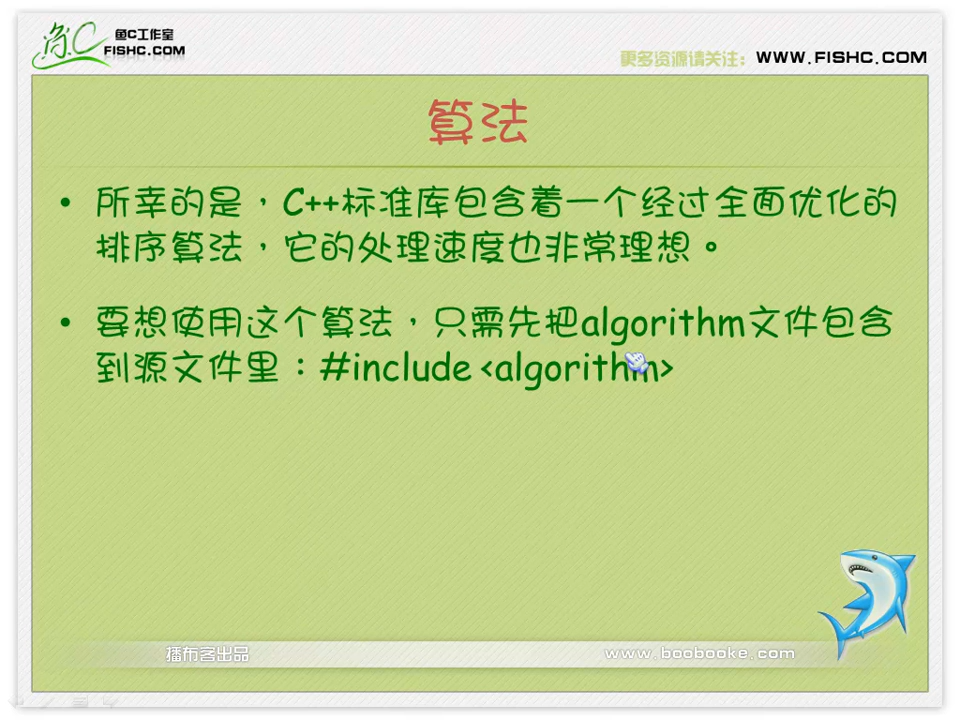 鱼C工作室
FISHC.COM
更多资源请关注：WWW.FISHC.COM
算法
• 所幸的是，C++标准库包含着一个经过全面优化的
排序算法，它的处理速度也非常理想。
• 要想使用这个算法，只需先把algorithm文件包含
到源文件里：#include <algorithm>
播布客出品
www.boobooke.com